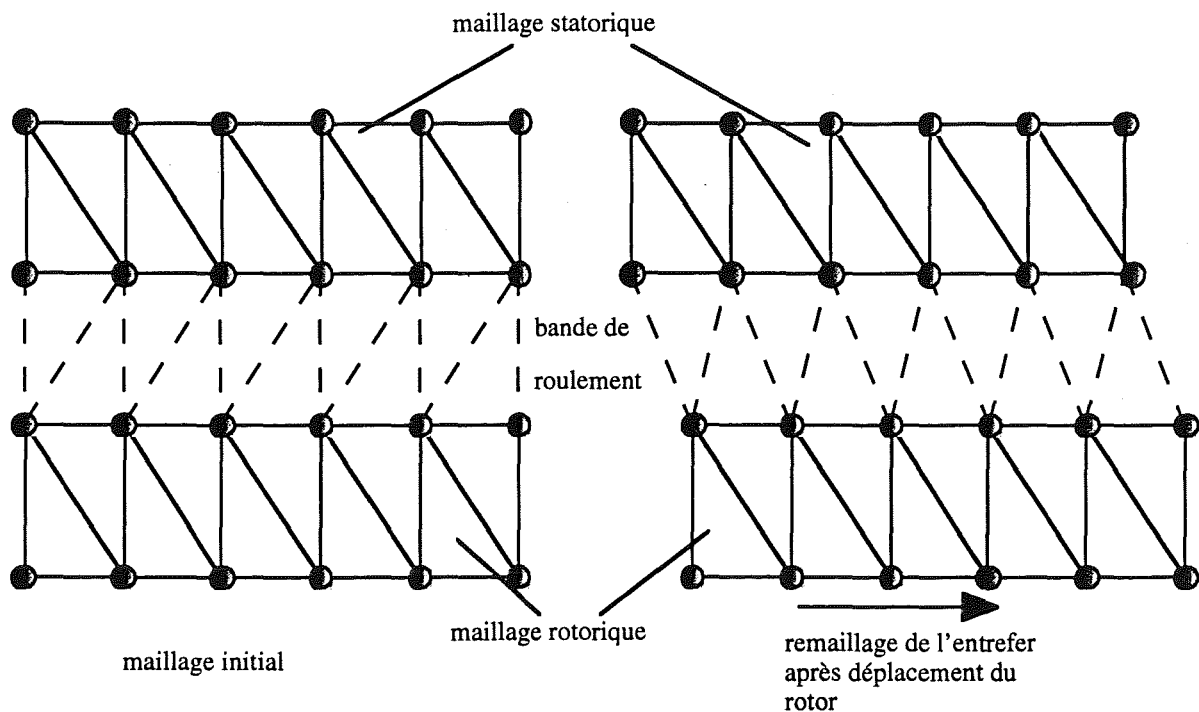 maillage statorique
bande de
roulement
maillage rotorique
maillage initial
remaillage de l'entrefer
après déplacement du
rotor